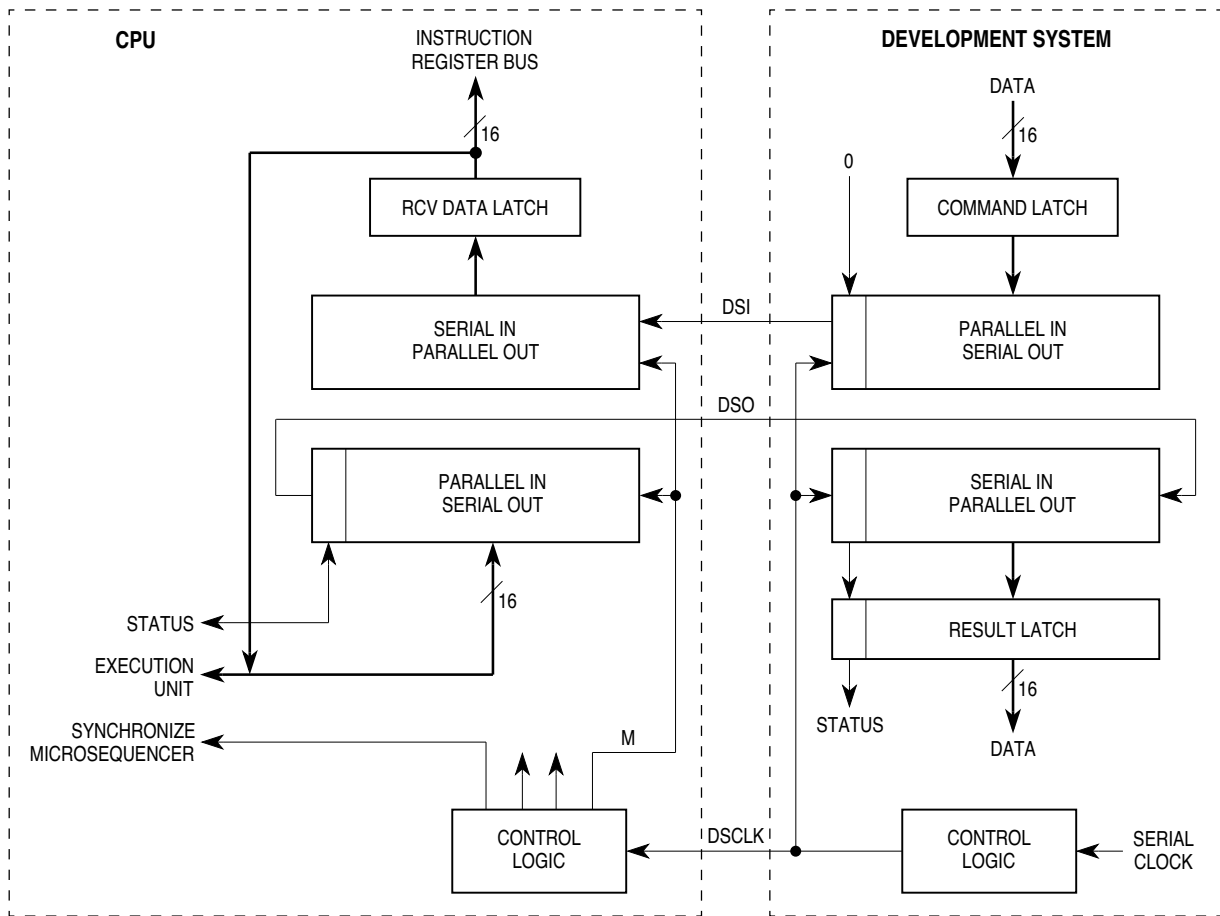 CPU
INSTRUCTION
REGISTER BUS
16
RCV DATA LATCH
SERIAL IN
PARALLEL OUT
PARALLEL IN
SERIAL OUT
16
STATUS
EXECUTION
UNIT
SYNCHRONIZE
MICROSEQUENCER
M
CONTROL
LOGIC
DSI
DSO
DSCLK
DEVELOPMENT SYSTEM
DATA
16
0
COMMAND LATCH
PARALLEL IN
SERIAL OUT
SERIAL IN
PARALLEL OUT
RESULT LATCH
16
STATUS
DATA
CONTROL
LOGIC
SERIAL
CLOCK